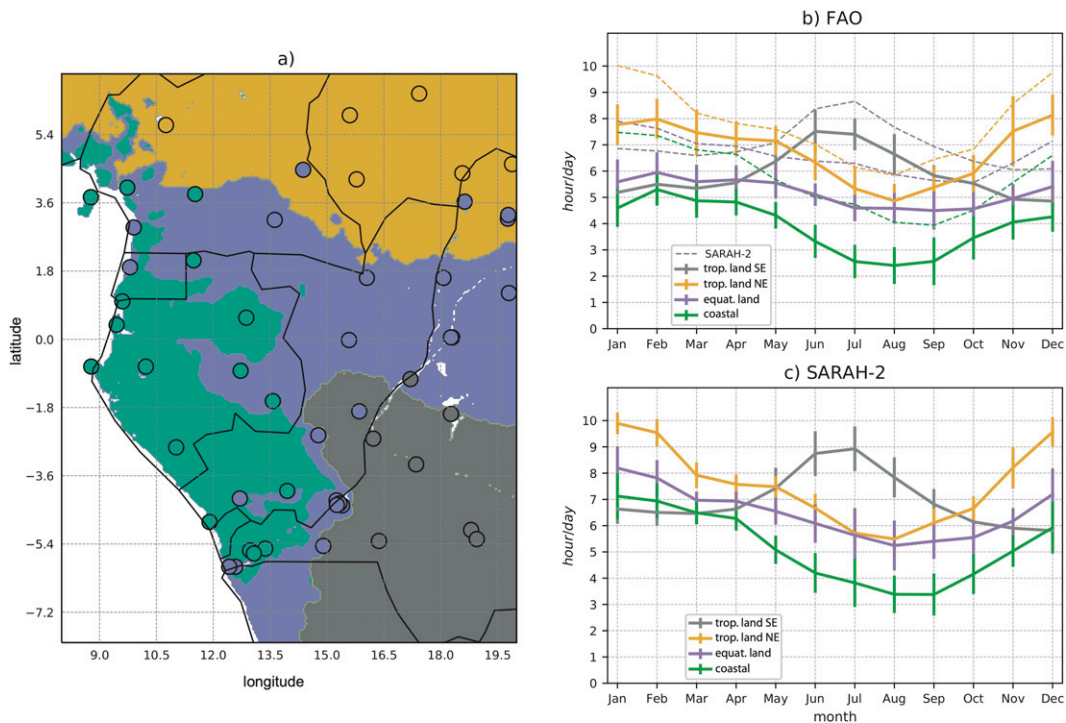 a)
latitude
5.4
3.6
1.8
0.0
−1.8
−3.6
−5.4
−7.2
9.0 10.5 12.0 13.5 15.0 16.5 18.0 19.5
longitude
b) FAO
hour/day
10
9
8
7
6
5
4
3
2
1
0
SARAH-2
trop. land SE
trop. land NE
equat. land
coastal
Jan Feb Mar Apr May Jun Jul Aug Sep Oct Nov Dec
c) SARAH-2
hour/day
10
9
8
7
6
5
4
3
2
1
0
trop. land SE
trop. land NE
equat. land
coastal
Jan Feb Mar Apr May Jun Jul Aug Sep Oct Nov Dec
month